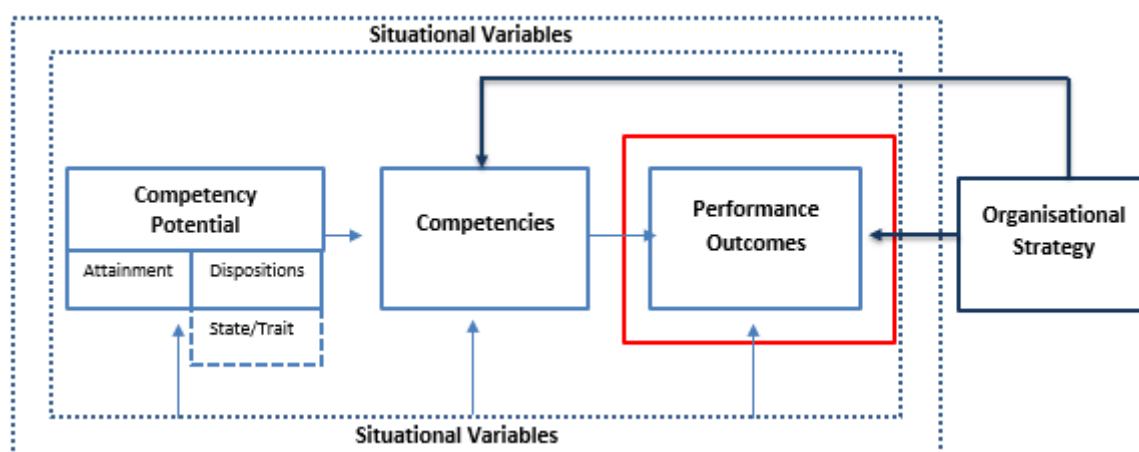 Situational Variables
Competency
Potential
Attainment
Dispositions
State/Trait
Competencies
Performance
Outcomes
Organisational
Strategy
Situational Variables